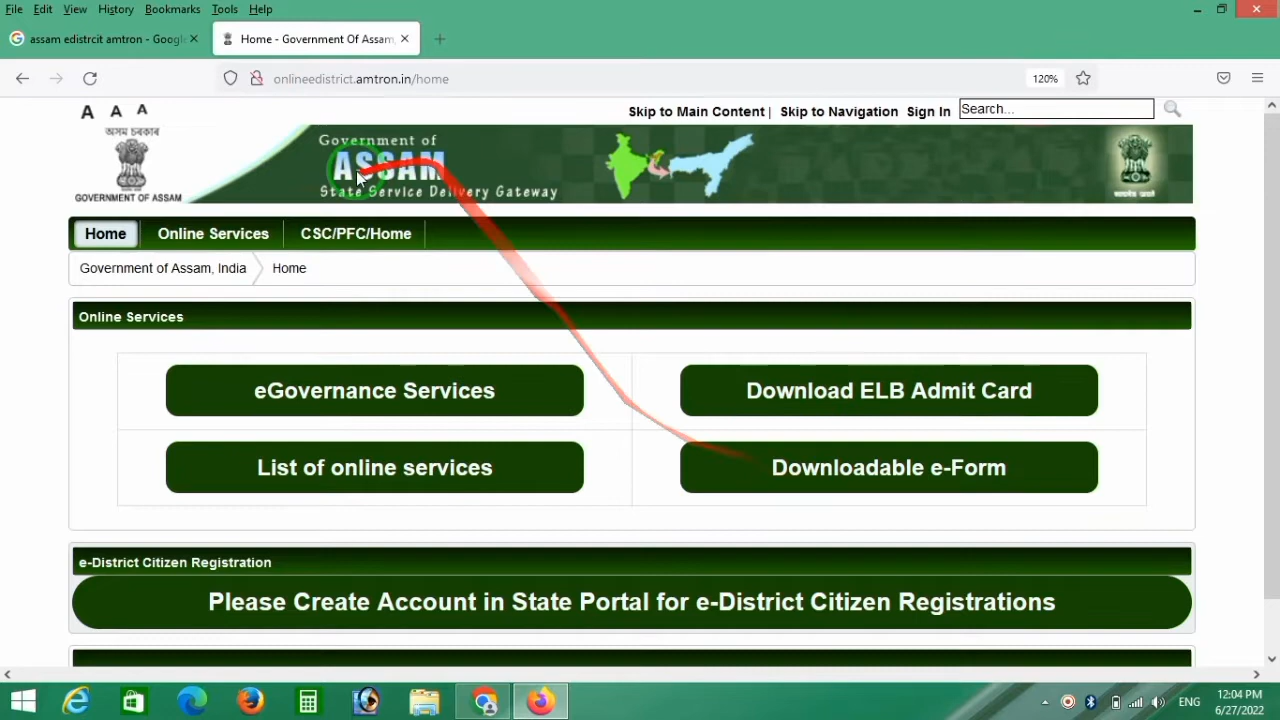 File Edit View History Bookmarks Tools Help
assam edistrcit amtron - Google
Home - Government Of Assam,
onlineedistrict.amtron.in/home
120%
A A A
Skip to Main Content | Skip to Navigation Sign In Search...
অসম চৰকাৰ
GOVERNMENT OF ASSAM
Government of
ASSAM
State Service Delivery Gateway
Home Online Services CSC/PFC/Home
Government of Assam, India Home
Online Services
eGovernance Services Download ELB Admit Card
List of online services Downloadable e-Form
e-District Citizen Registration
Please Create Account in State Portal for e-District Citizen Registrations
ENG
12:04 PM
6/27/2022